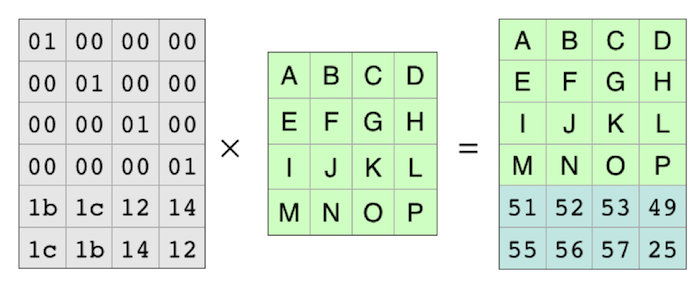 01 00 00 00
00 01 00 00
00 00 01 00
00 00 00 01
1b 1c 12 14
1c 1b 14 12
×
A B C D
E F G H
I J K L
M N O P
=
A B C D
E F G H
I J K L
M N O P
51 52 53 49
55 56 57 25